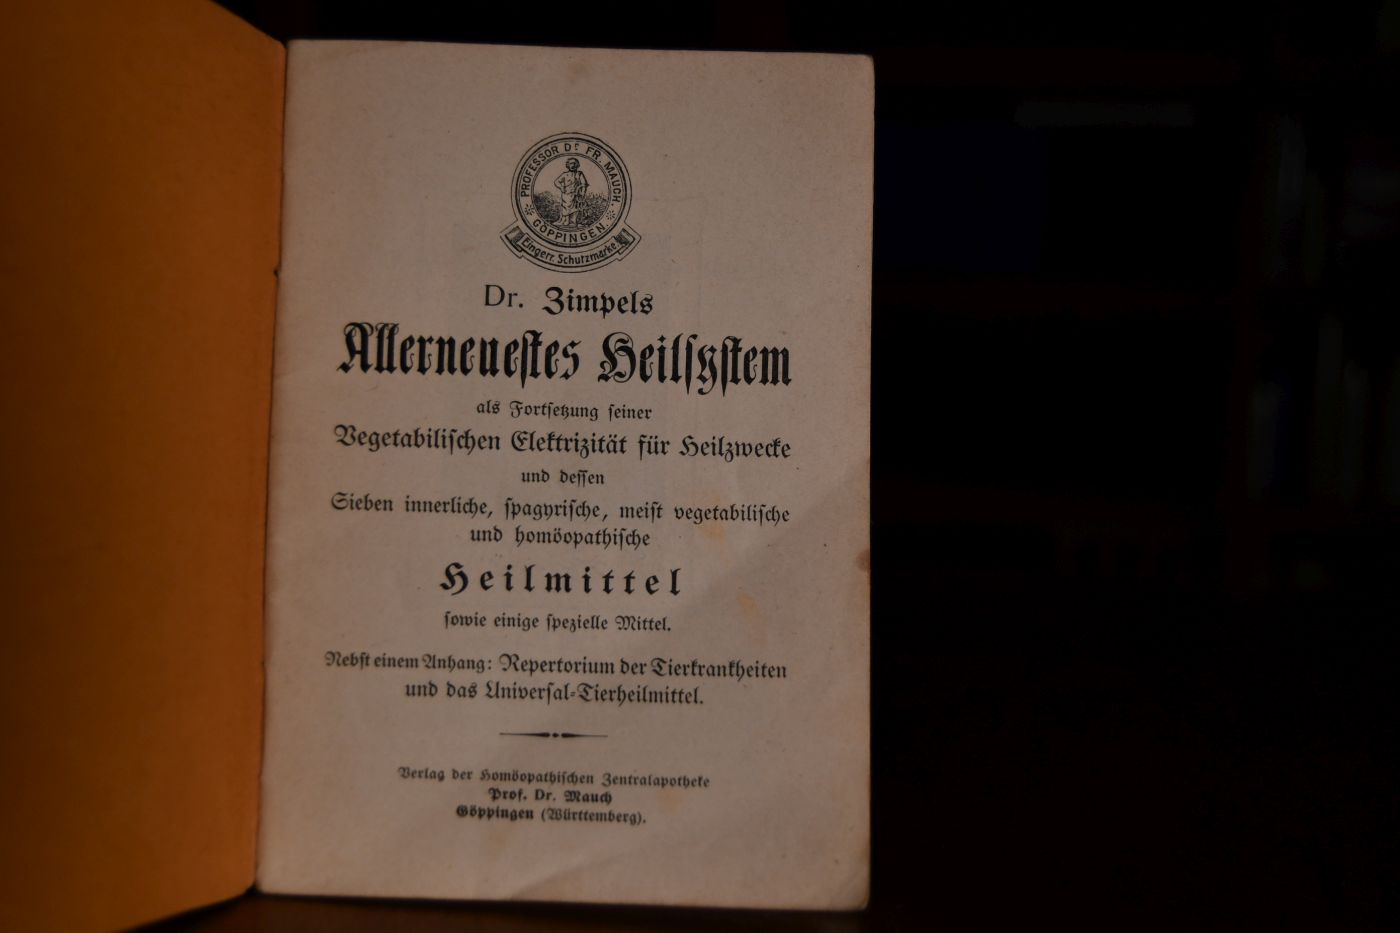 PROFESSOR Dr. FR. MAUCH.
GÖPPINGEN.
Eingetr. Schutzmarke.
Dr. Zimpels
Allerneuestes Heilſyſtem
als Fortſetzung ſeiner
Vegetabiliſchen Elektrizität für Heilzwecke
und deſſen
Sieben innerliche, ſpagyriſche, meiſt vegetabiliſche
und homöopathiſche
Heilmittel
ſowie einige ſpezielle Mittel.
Nebſt einem Anhang: Repertorium der Tierkrankheiten
und das Univerſal-Tierheilmittel.
Verlag der Homöopathiſchen Zentralapotheke
Prof. Dr. Mauch
Göppingen (Württemberg).